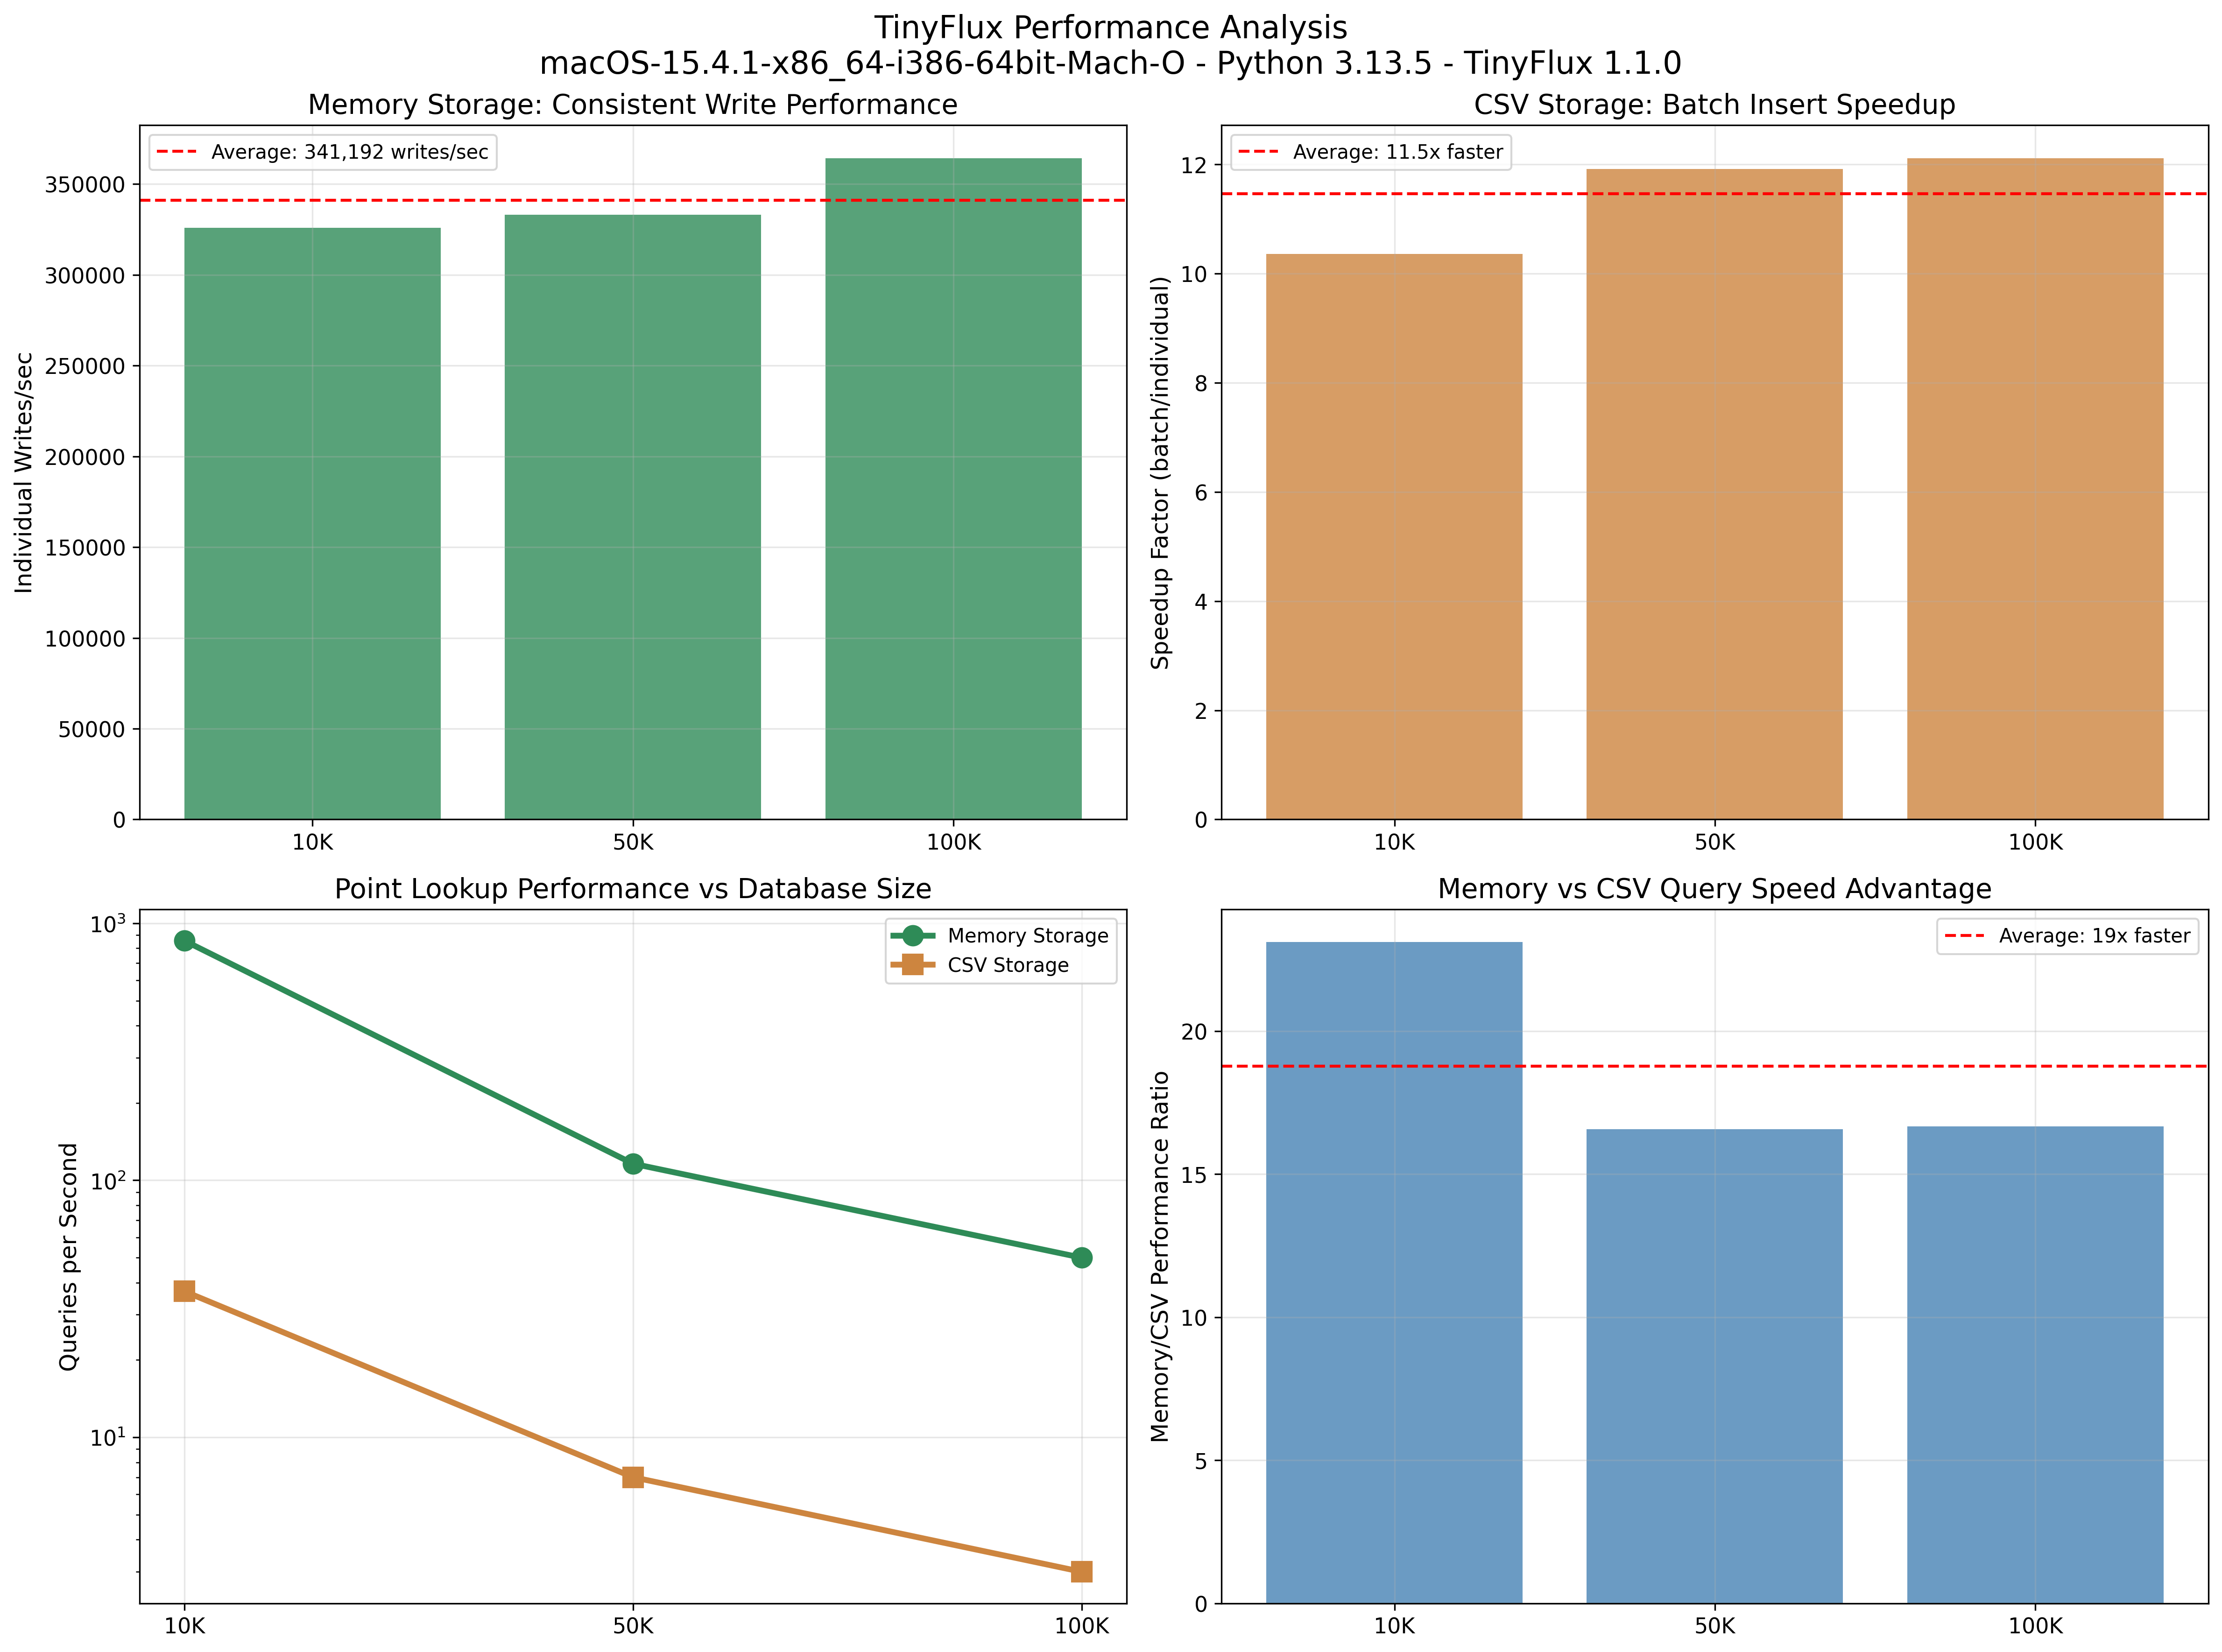 TinyFlux Performance Analysis
macOS-15.4.1-x86_64-i386-64bit-Mach-O - Python 3.13.5 - TinyFlux 1.1.0
Memory Storage: Consistent Write Performance
Average: 341,192 writes/sec
Individual Writes/sec
350000
300000
250000
200000
150000
100000
50000
0
10K
50K
100K
CSV Storage: Batch Insert Speedup
Average: 11.5x faster
Speedup Factor (batch/individual)
12
10
8
6
4
2
0
10K
50K
100K
Point Lookup Performance vs Database Size
Memory Storage
CSV Storage
Queries per Second
10³
10²
10¹
10K
50K
100K
Memory vs CSV Query Speed Advantage
Average: 19x faster
Memory/CSV Performance Ratio
20
15
10
5
0
10K
50K
100K